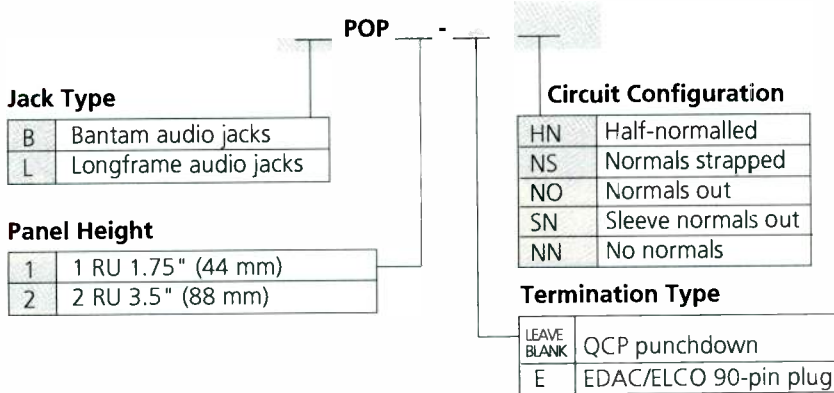 POP -
Jack Type
B Bantam audio jacks
L Longframe audio jacks
Panel Height
1 1 RU 1.75" (44 mm)
2 2 RU 3.5" (88 mm)
Circuit Configuration
HN Half-normalled
NS Normals strapped
NO Normals out
SN Sleeve normals out
NN No normals
Termination Type
LEAVE BLANK QCP punchdown
E EDAC/ELCO 90-pin plug